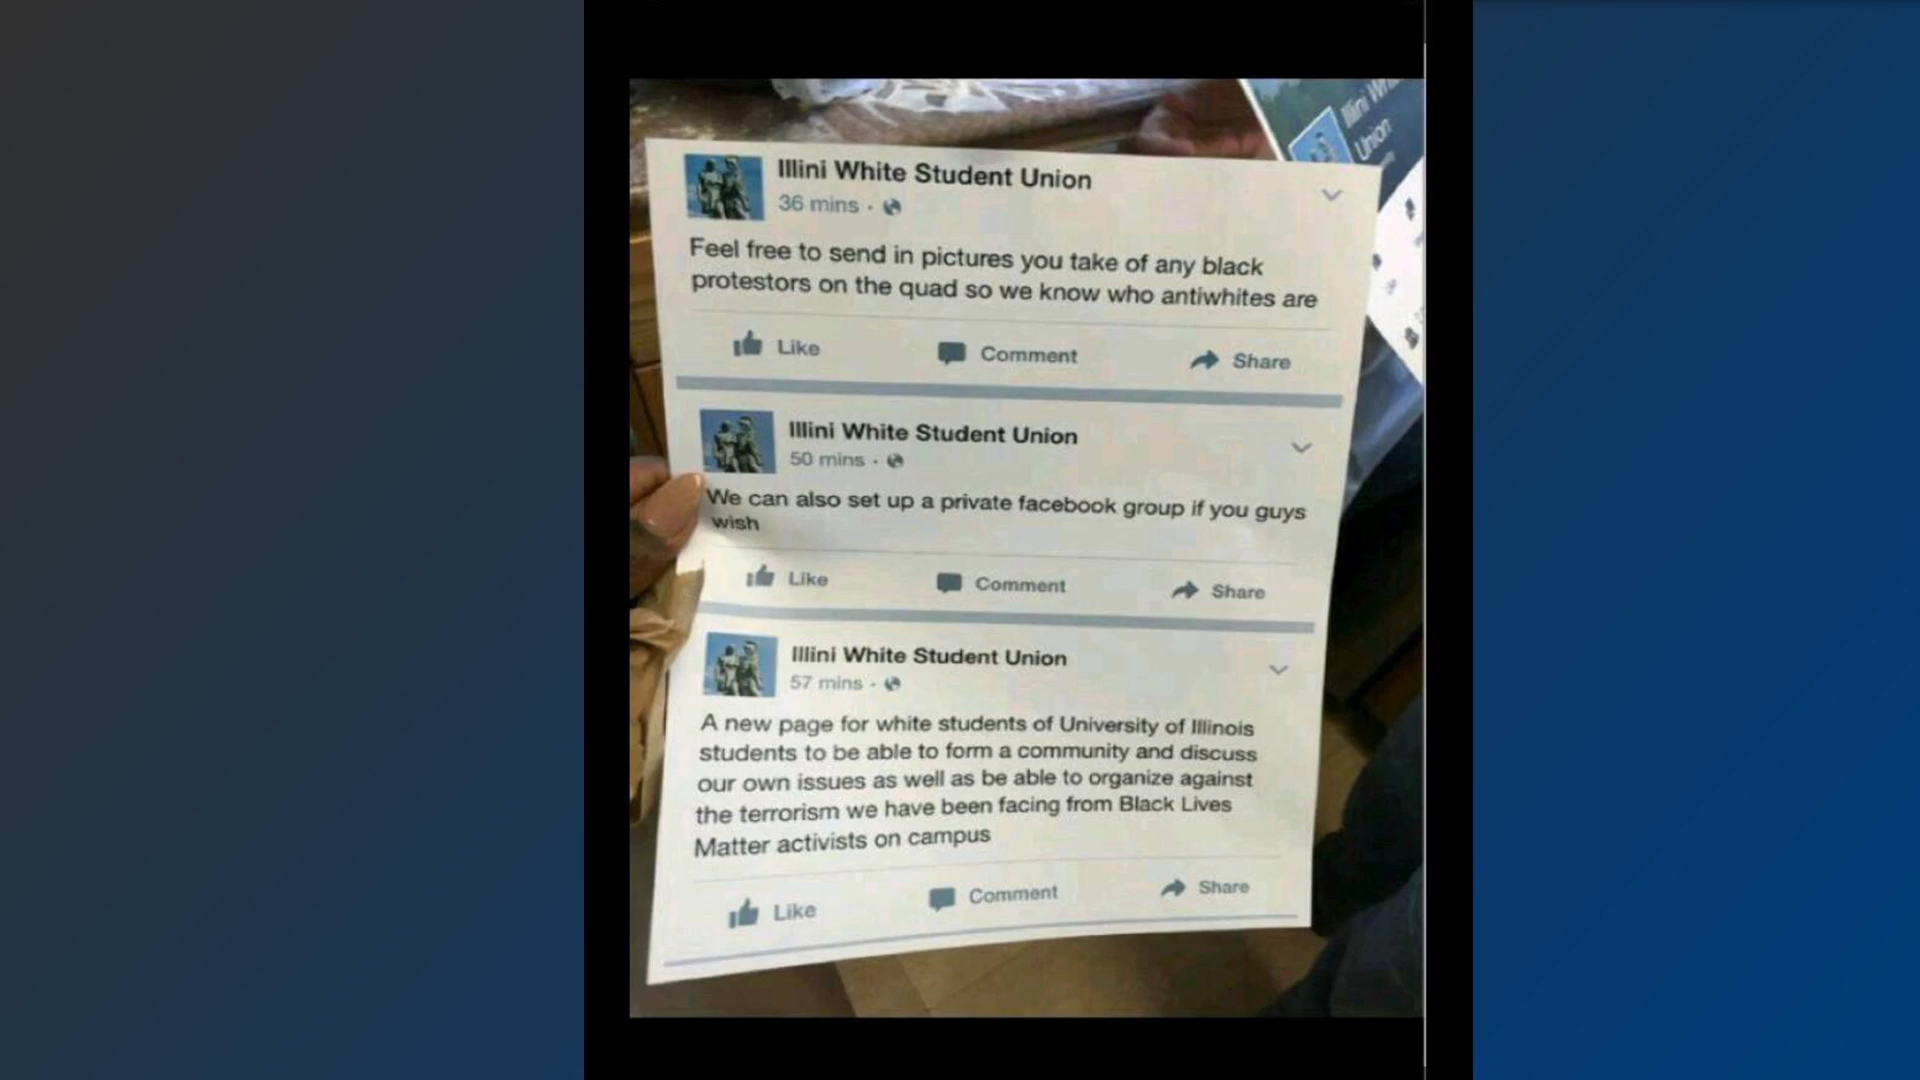 Illini Whi
Union
Illini White Student Union
36 mins ·
Feel free to send in pictures you take of any black
protestors on the quad so we know who antiwhites are
Like Comment Share
Illini White Student Union
50 mins ·
We can also set up a private facebook group if you guys
wish
Like Comment Share
Illini White Student Union
57 mins ·
A new page for white students of University of Illinois
students to be able to form a community and discuss
our own issues as well as be able to organize against
the terrorism we have been facing from Black Lives
Matter activists on campus
Like Comment Share